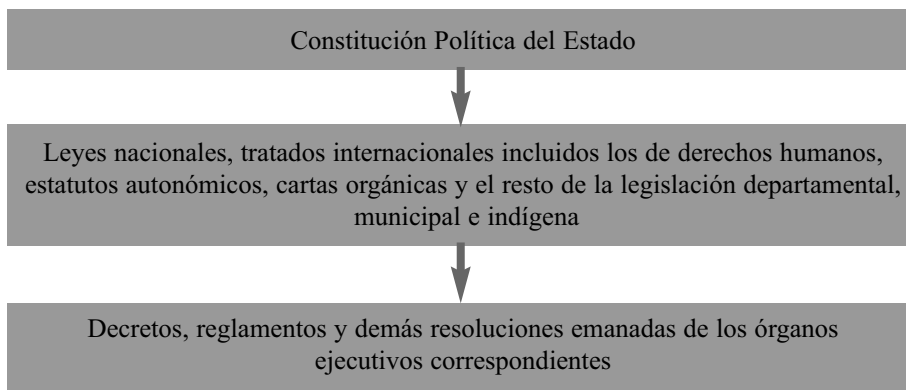 Constitución Política del Estado
Leyes nacionales, tratados internacionales incluidos los de derechos humanos,
estatutos autonómicos, cartas orgánicas y el resto de la legislación departamental,
municipal e indígena
Decretos, reglamentos y demás resoluciones emanadas de los órganos
ejecutivos correspondientes